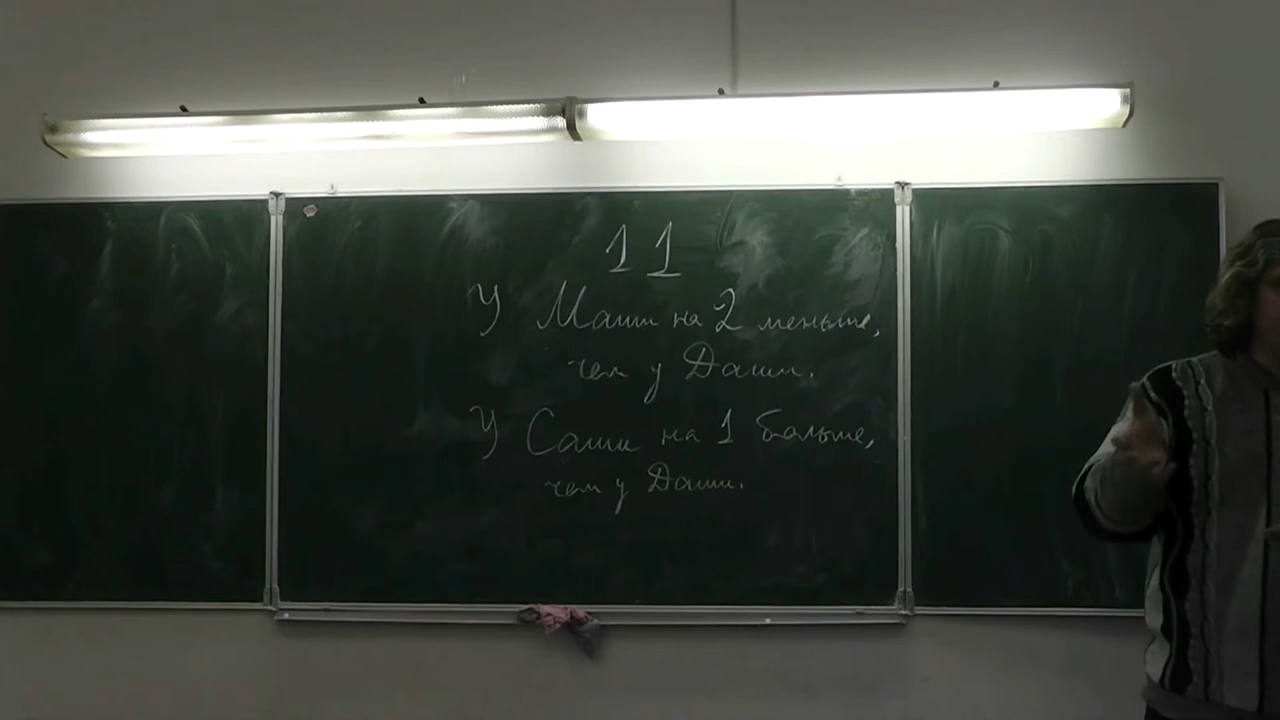 11
У Маши на 2 меньше,
чем у Даши.
У Саши на 1 больше,
чем у Даши.